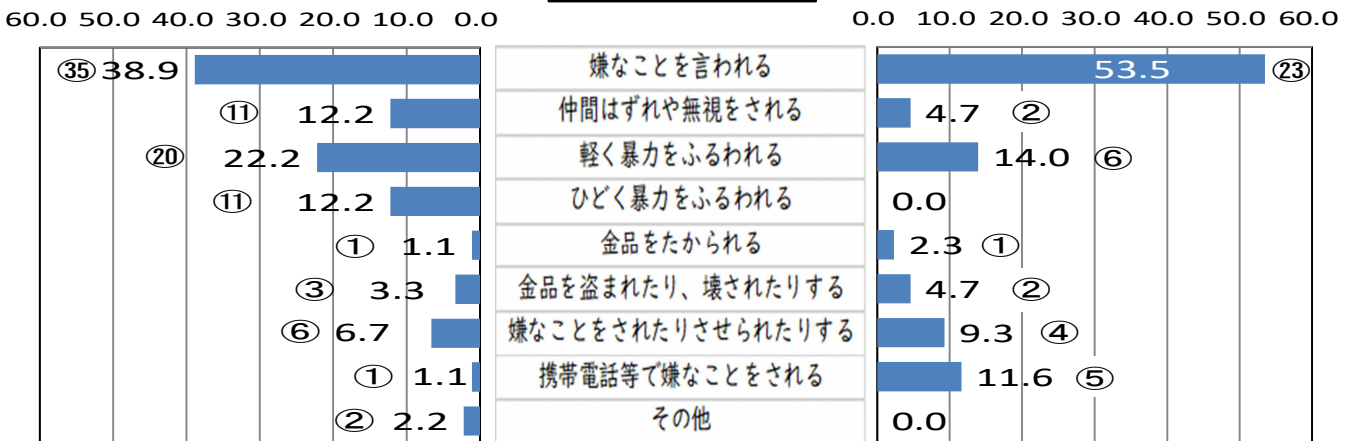 60.0 50.0 40.0 30.0 20.0 10.0 0.0 0.0 10.0 20.0 30.0 40.0 50.0 60.0
㉟ 38.9 嫌なことを言われる 53.5 ㉓
⑪ 12.2 仲間はずれや無視をされる 4.7 ②
⑳ 22.2 軽く暴力をふるわれる 14.0 ⑥
⑪ 12.2 ひどく暴力をふるわれる 0.0
① 1.1 金品をたかられる 2.3 ①
③ 3.3 金品を盗まれたり、壊されたりする 4.7 ②
⑥ 6.7 嫌なことをされたりさせられたりする 9.3 ④
① 1.1 携帯電話等で嫌なことをされる 11.6 ⑤
② 2.2 その他 0.0